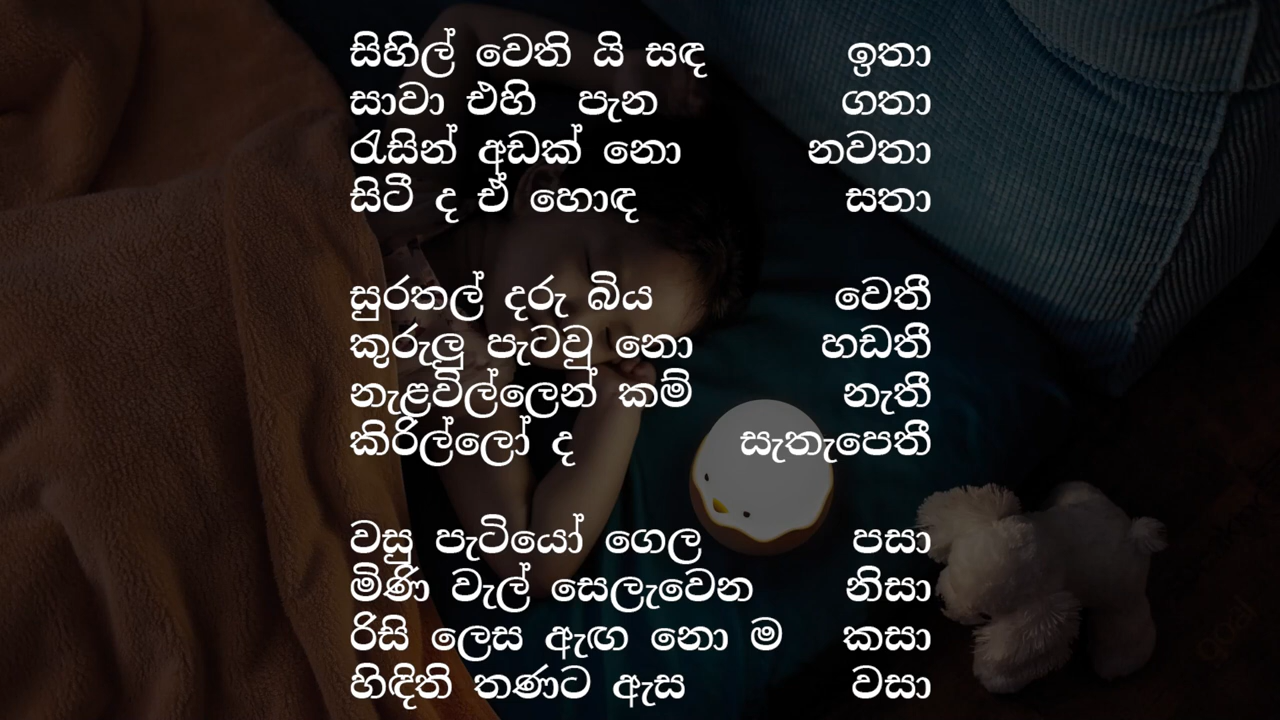 සිහිල් වෙති යි සඳ ඉතා
සාවා එහි පැන ගතා
රැසින් අඩක් නො නවතා
සිටී ද ඒ හොඳ සතා
සුරතල් දරු බිය වෙතී
කුරුලු පැටවු නො හඩතී
නැළවිල්ලෙන් කම් නැතී
කිරිල්ලෝ ද සැතැපෙතී
වසු පැටියෝ ගෙල පසා
මිණි වැල් සෙලැවෙන නිසා
රිසි ලෙස ඇඟ නො ම කසා
හිඳිති තණට ඇස වසා